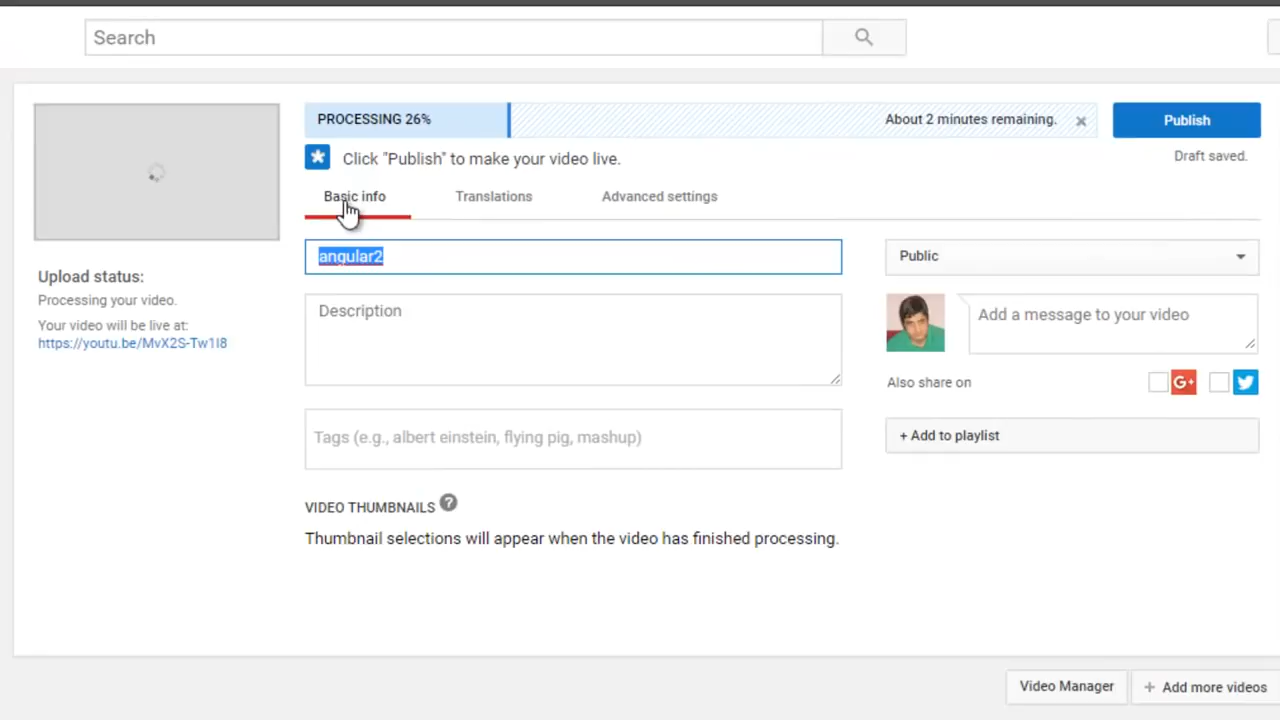 Search
PROCESSING 26%
About 2 minutes remaining.
Publish
Click "Publish" to make your video live.
Draft saved.
Basic info
Translations
Advanced settings
angular2
Public
Description
Add a message to your video
Upload status:
Processing your video.
Your video will be live at:
https://youtu.be/MvX2S-Tw1I8
Also share on
G+
Tags (e.g., albert einstein, flying pig, mashup)
+ Add to playlist
VIDEO THUMBNAILS ?
Thumbnail selections will appear when the video has finished processing.
Video Manager
+ Add more videos